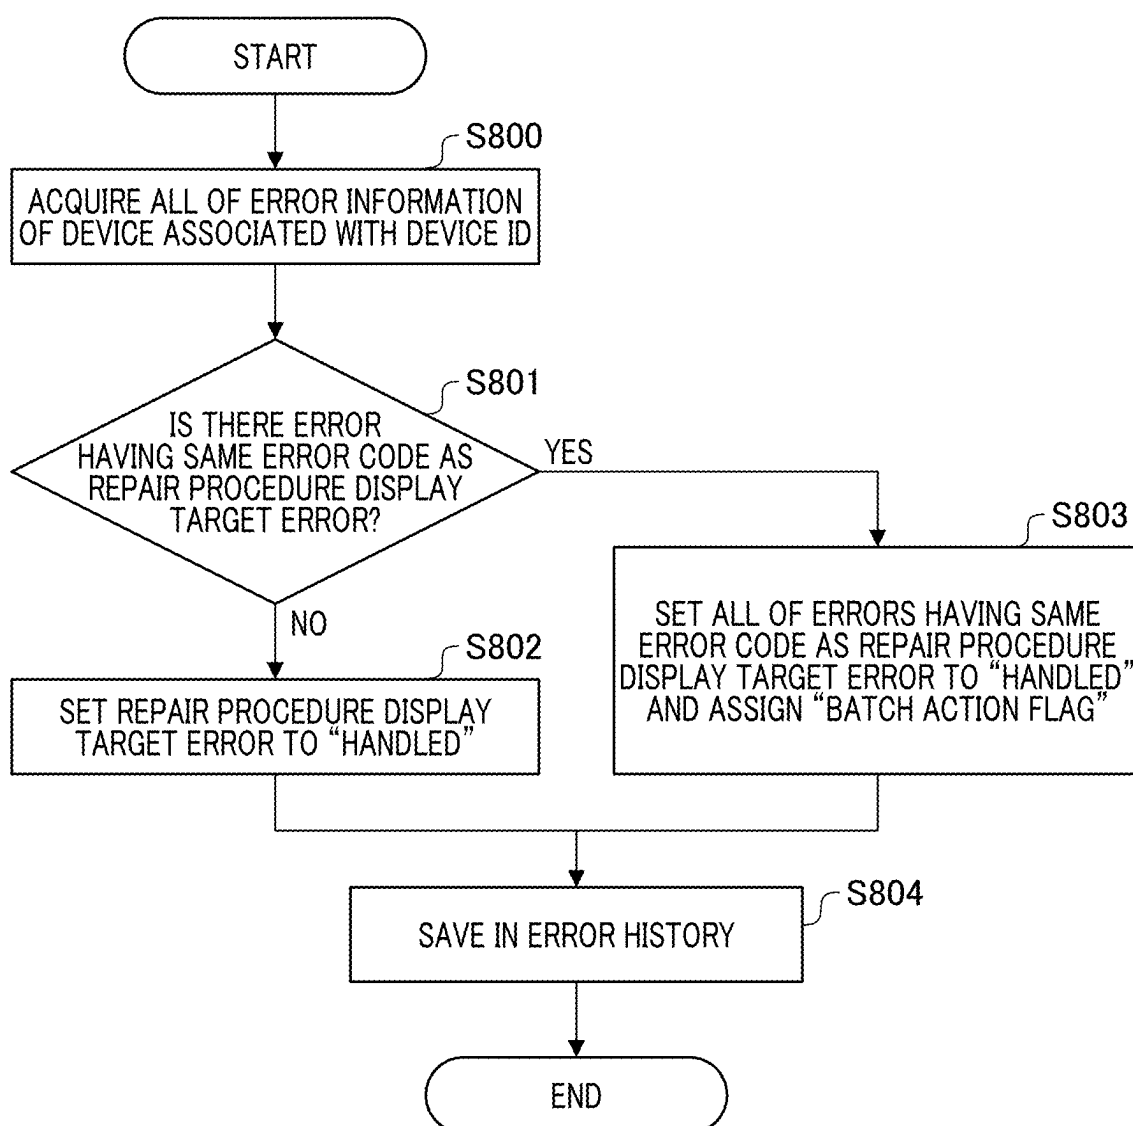 START
S800
ACQUIRE ALL OF ERROR INFORMATION
OF DEVICE ASSOCIATED WITH DEVICE ID
S801
IS THERE ERROR
HAVING SAME ERROR CODE AS
REPAIR PROCEDURE DISPLAY
TARGET ERROR?
YES
NO
S802
SET REPAIR PROCEDURE DISPLAY
TARGET ERROR TO “HANDLED”
S803
SET ALL OF ERRORS HAVING SAME
ERROR CODE AS REPAIR PROCEDURE
DISPLAY TARGET ERROR TO “HANDLED”
AND ASSIGN “BATCH ACTION FLAG”
S804
SAVE IN ERROR HISTORY
END